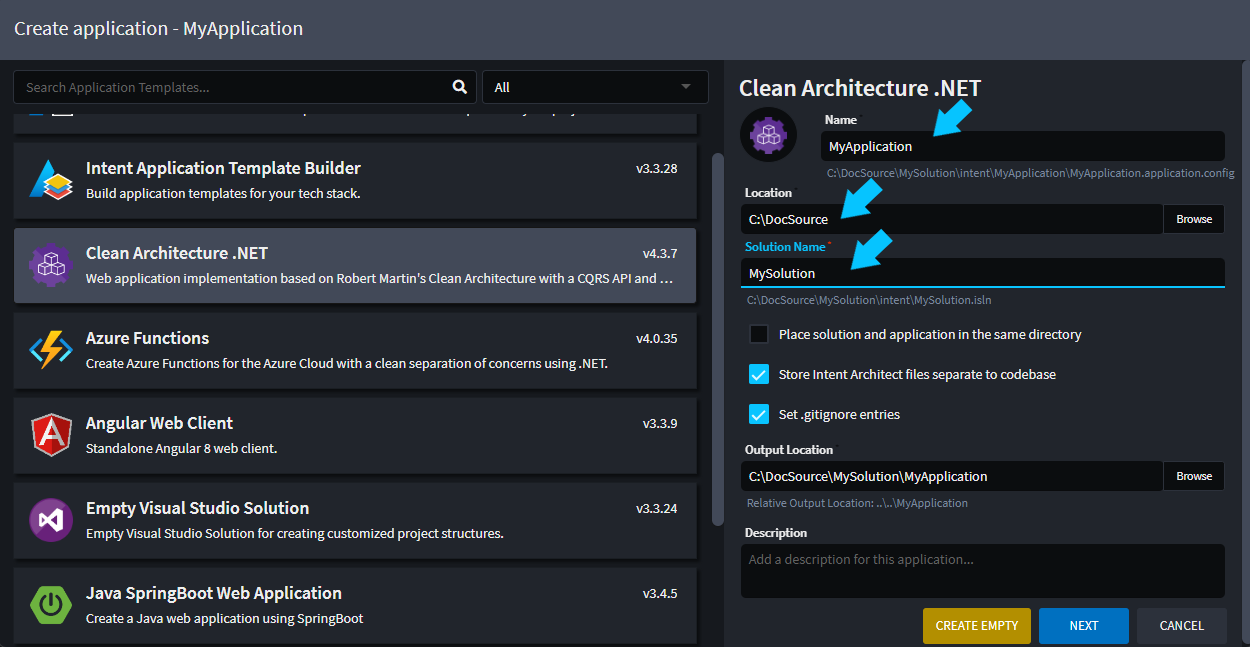 Create application - MyApplication
Search Application Templates...
All
Intent Application Template Builder
v3.3.28
Build application templates for your tech stack.
Clean Architecture .NET
v4.3.7
Web application implementation based on Robert Martin's Clean Architecture with a CQRS API and ...
Azure Functions
v4.0.35
Create Azure Functions for the Azure Cloud with a clean separation of concerns using .NET.
Angular Web Client
v3.3.9
Standalone Angular 8 web client.
Empty Visual Studio Solution
v3.3.24
Empty Visual Studio Solution for creating customized project structures.
Java SpringBoot Web Application
v3.4.5
Create a Java web application using SpringBoot
Clean Architecture .NET
Name
MyApplication
C:\DocSource\MySolution\intent\MyApplication\MyApplication.application.config
Location
C:\DocSource
Browse
Solution Name *
MySolution
C:\DocSource\MySolution\intent\MySolution.isln
Place solution and application in the same directory
Store Intent Architect files separate to codebase
Set .gitignore entries
Output Location
C:\DocSource\MySolution\MyApplication
Browse
Relative Output Location: ..\..\MyApplication
Description
Add a description for this application...
CREATE EMPTY
NEXT
CANCEL